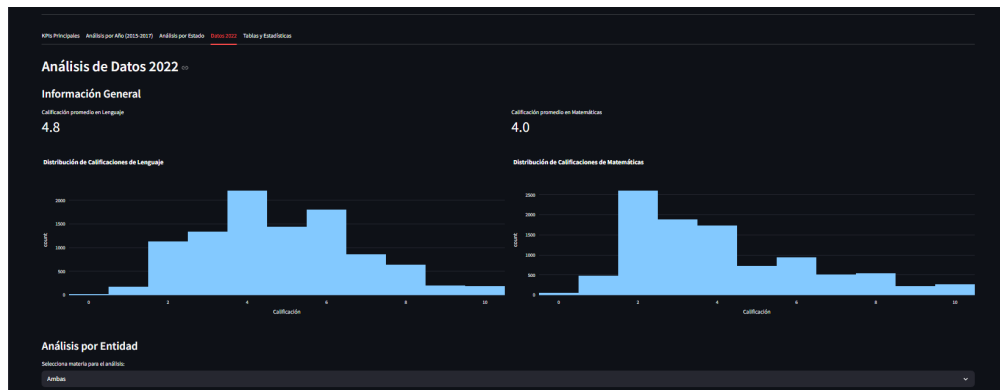 KPIs Principales Análisis por Año (2015-2017) Análisis por Estado Datos 2022 Tablas y Estadísticas
Análisis de Datos 2022
Información General
Calificación promedio en Lenguaje
4.8
Calificación promedio en Matemáticas
4.0
Distribución de Calificaciones de Lenguaje
2000
1500
1000
500
0
count
0 2 4 6 8 10
Calificación
Distribución de Calificaciones de Matemáticas
2500
2000
1500
1000
500
0
count
0 2 4 6 8 10
Calificación
Análisis por Entidad
Selecciona materia para el análisis:
Ambas